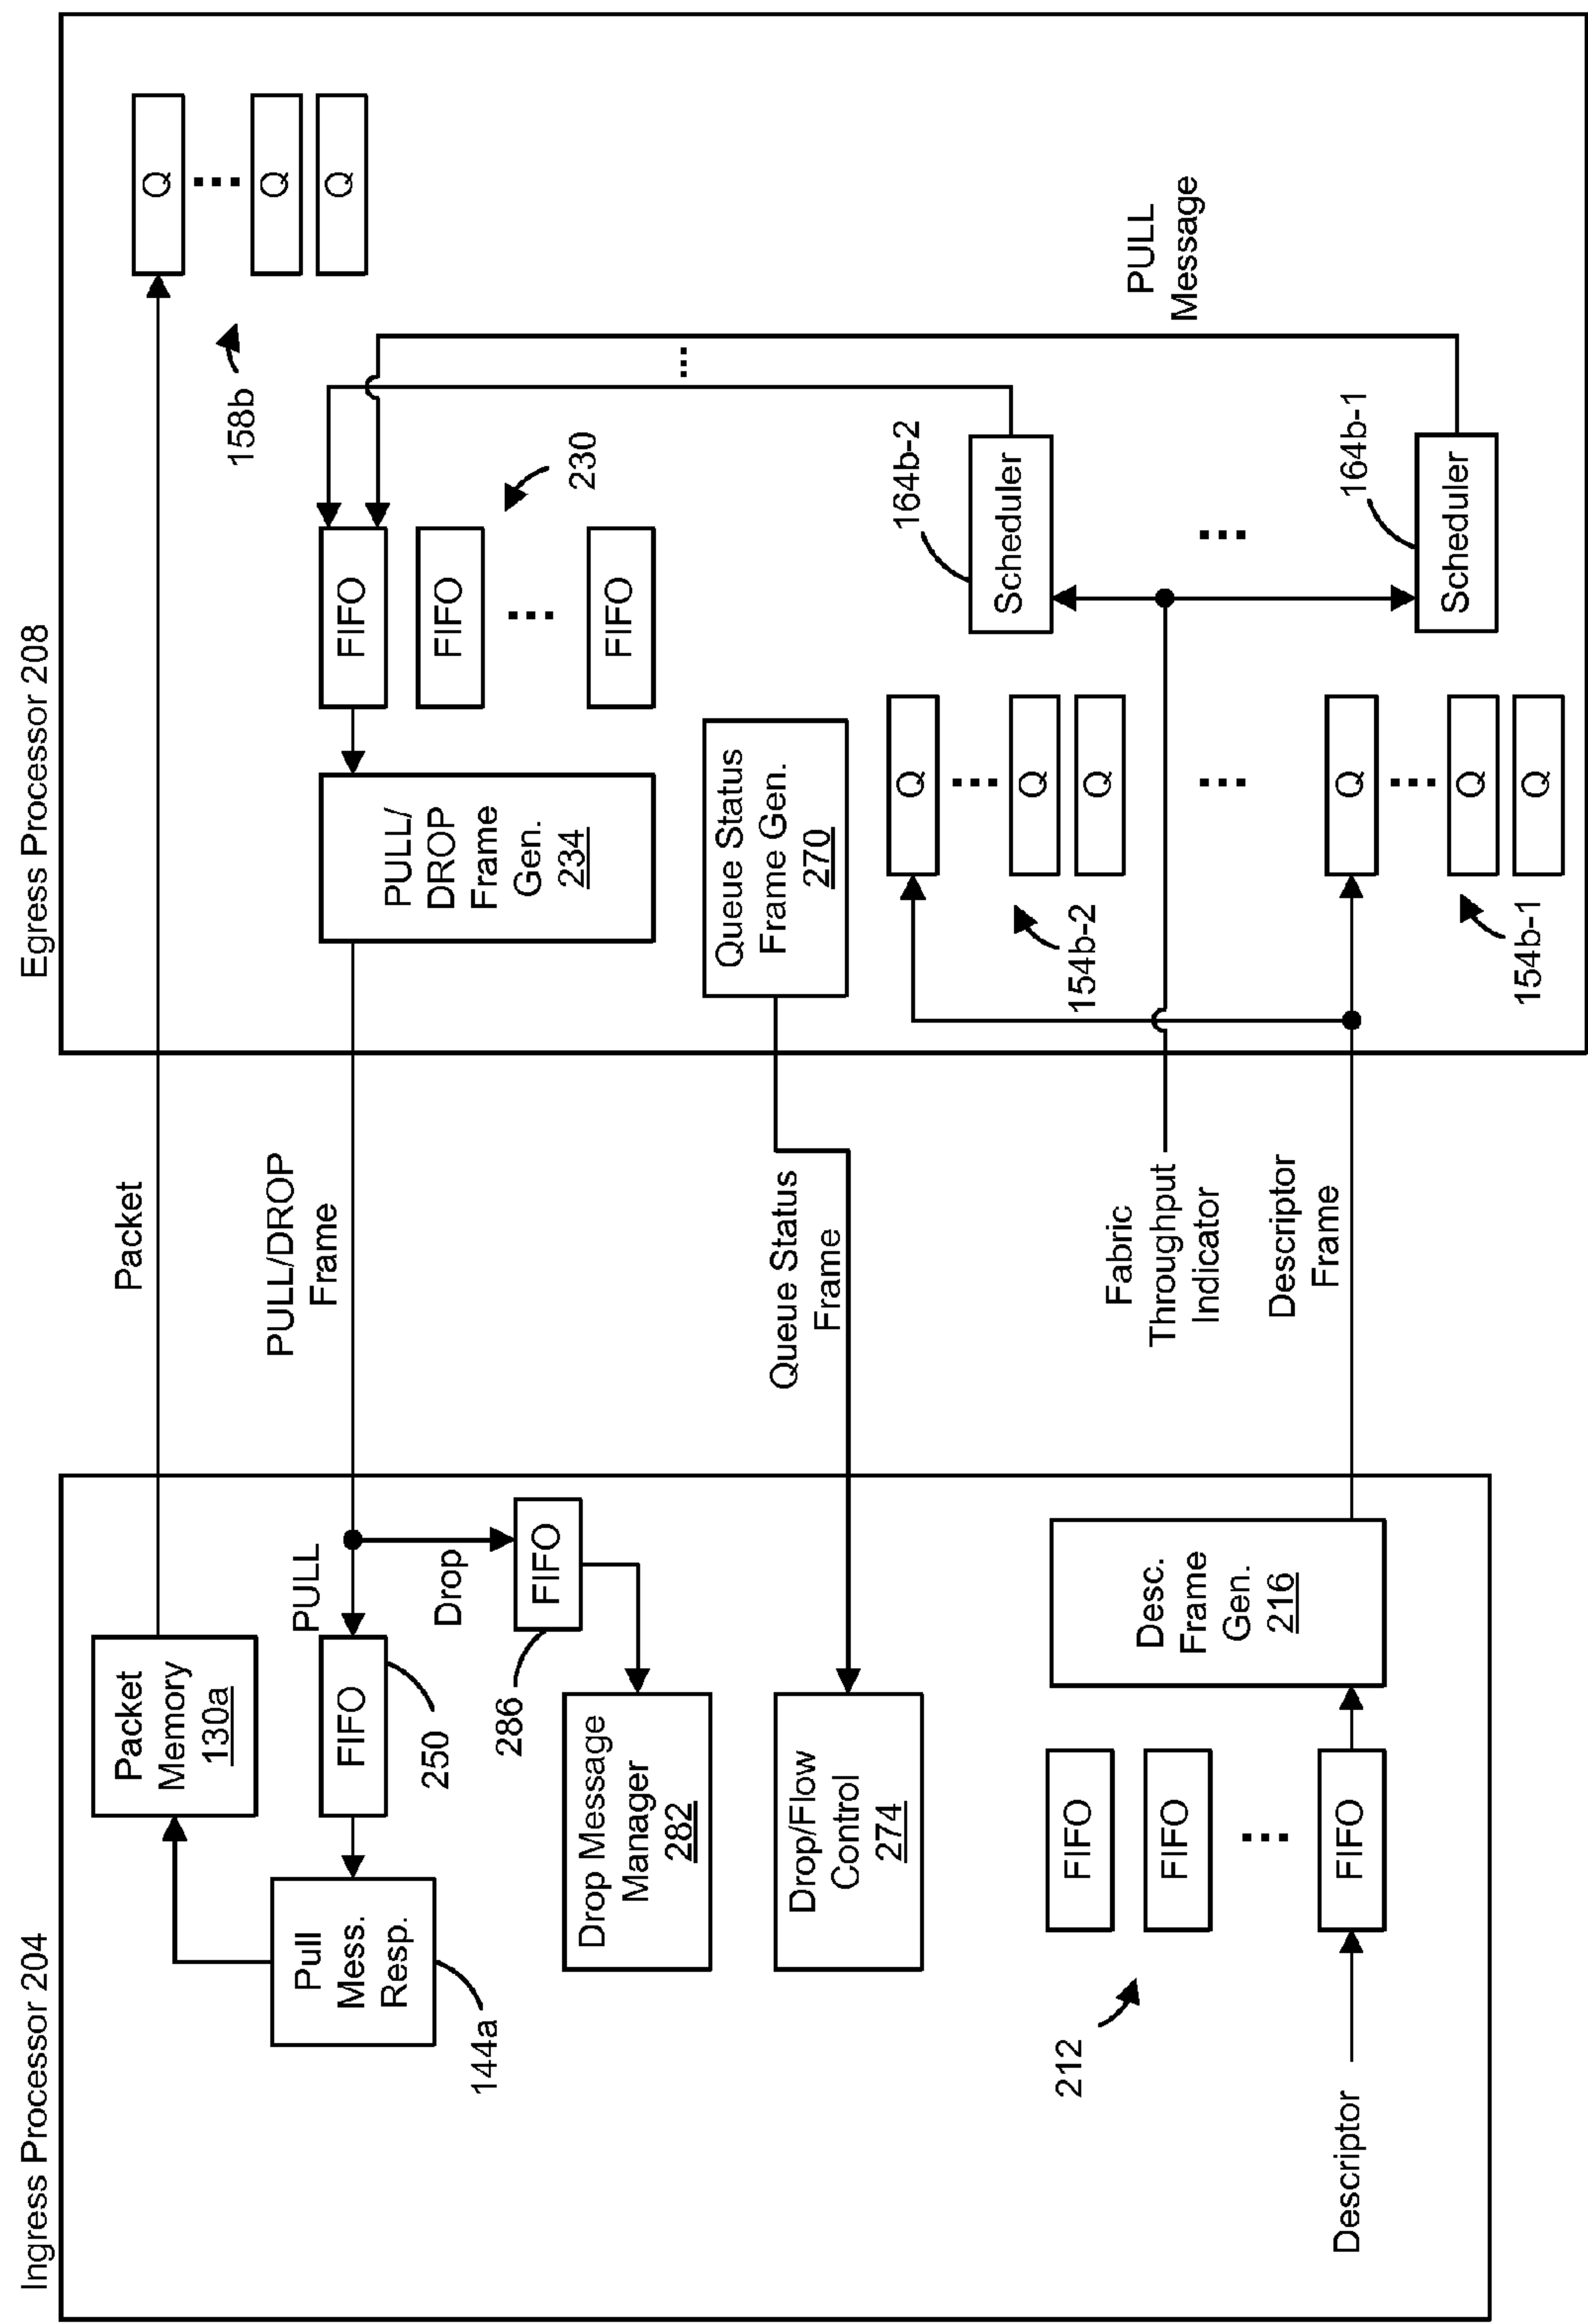 Ingress Processor 204
Packet
Memory
130a
PULL
FIFO
250
Pull
Mess.
Resp.
144a
Drop
FIFO
286
Drop Message
Manager
282
Drop/Flow
Control
274
212
FIFO
FIFO
FIFO
Descriptor
Desc.
Frame
Gen.
216
Packet
PULL/DROP
Frame
Queue Status
Frame
Fabric
Throughput
Indicator
Descriptor
Frame
Egress Processor 208
Q
Q
Q
158b
PULL/
DROP
Frame
Gen.
234
FIFO
FIFO
FIFO
230
Queue Status
Frame Gen.
270
Q
Q
Q
154b-2
Scheduler
164b-2
Q
Q
Q
154b-1
Scheduler
164b-1
PULL
Message